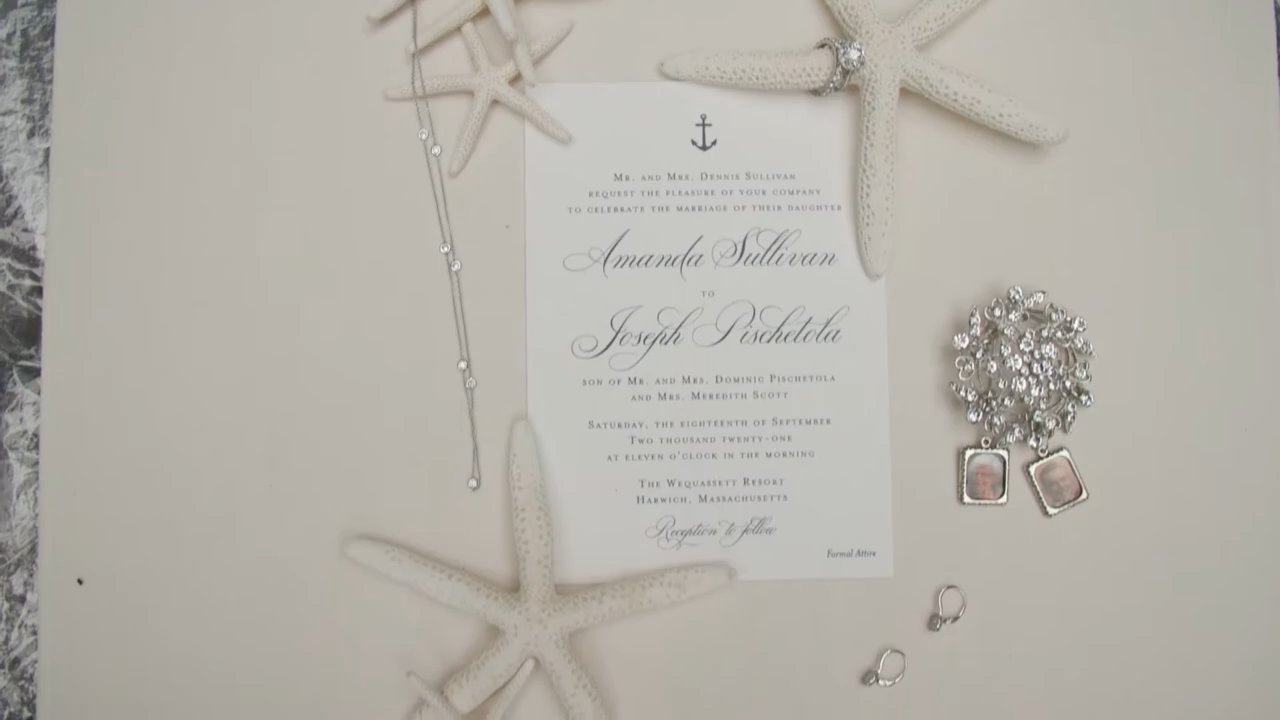 Mr. and Mrs. Dennis Sullivan
request the pleasure of your company
to celebrate the marriage of their daughter
Amanda Sullivan
to
Joseph Pischetola
son of Mr. and Mrs. Dominic Pischetola
and Mrs. Meredith Scott
Saturday, the eighteenth of September
Two thousand twenty-one
at eleven o'clock in the morning
The Wequassett Resort
Harwich, Massachusetts
Reception to follow
Formal Attire